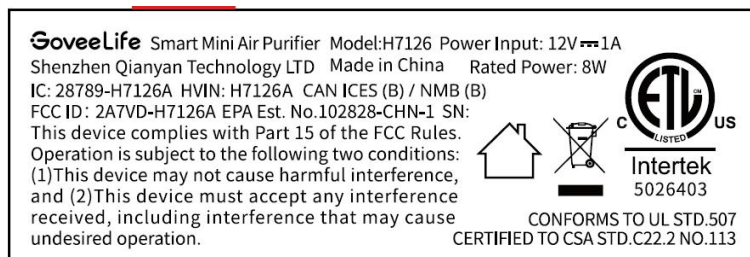 GoveeLife Smart Mini Air Purifier Model:H7126 Power Input: 12V⎓1A
Shenzhen Qianyan Technology LTD Made in China Rated Power: 8W
IC: 28789-H7126A HVIN: H7126A CAN ICES (B) / NMB (B)
FCC ID: 2A7VD-H7126A EPA Est. No.102828-CHN-1 SN:
This device complies with Part 15 of the FCC Rules.
Operation is subject to the following two conditions:
(1)This device may not cause harmful interference,
and (2)This device must accept any interference
received, including interference that may cause
undesired operation.
ETL CM
C US
LISTED
Intertek
5026403
CONFORMS TO UL STD.507
CERTIFIED TO CSA STD.C22.2 NO.113